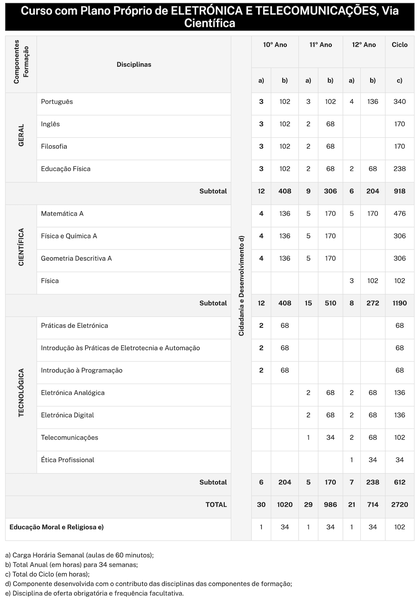 Curso com Plano Próprio de ELETRÓNICA E TELECOMUNICAÇÕES, Via
Científica
Componentes Formação Disciplinas 10º Ano 11º Ano 12º Ano Ciclo
a) b) a) b) a) b) c)
GERAL
Português 3 102 3 102 4 136 340
Inglês 3 102 2 68 170
Filosofia 3 102 2 68 170
Educação Física 3 102 2 68 2 68 238
Subtotal 12 408 9 306 6 204 918
Cidadania e Desenvolvimento d)
CIENTÍFICA
Matemática A 4 136 5 170 5 170 476
Física e Química A 4 136 5 170 306
Geometria Descritiva A 4 136 5 170 306
Física 3 102 102
Subtotal 12 408 15 510 8 272 1190
TECNOLÓGICA
Práticas de Eletrónica 2 68 68
Introdução às Práticas de Eletrotecnia e Automação 2 68 68
Introdução à Programação 2 68 68
Eletrónica Analógica 2 68 2 68 136
Eletrónica Digital 2 68 2 68 136
Telecomunicações 1 34 2 68 102
Ética Profissional 1 34 34
Subtotal 6 204 5 170 7 238 612
TOTAL 30 1020 29 986 21 714 2720
Educação Moral e Religiosa e) 1 34 1 34 1 34 102
a) Carga Horária Semanal (aulas de 60 minutos);
b) Total Anual (em horas) para 34 semanas;
c) Total do Ciclo (em horas);
d) Componente desenvolvida com o contributo das disciplinas das componentes de formação;
e) Disciplina de oferta obrigatória e frequência facultativa.